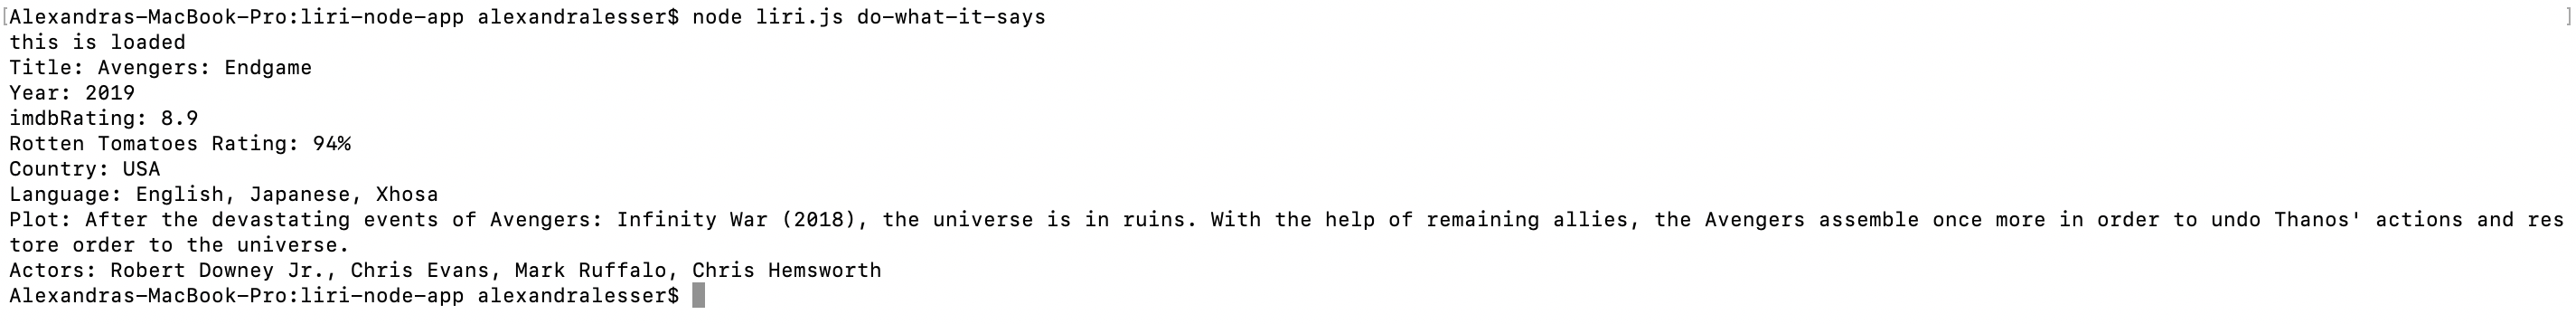 [Alexandras-MacBook-Pro:liri-node-app alexandralesser$ node liri.js do-what-it-says ]
this is loaded
Title: Avengers: Endgame
Year: 2019
imdbRating: 8.9
Rotten Tomatoes Rating: 94%
Country: USA
Language: English, Japanese, Xhosa
Plot: After the devastating events of Avengers: Infinity War (2018), the universe is in ruins. With the help of remaining allies, the Avengers assemble once more in order to undo Thanos' actions and res
tore order to the universe.
Actors: Robert Downey Jr., Chris Evans, Mark Ruffalo, Chris Hemsworth
Alexandras-MacBook-Pro:liri-node-app alexandralesser$